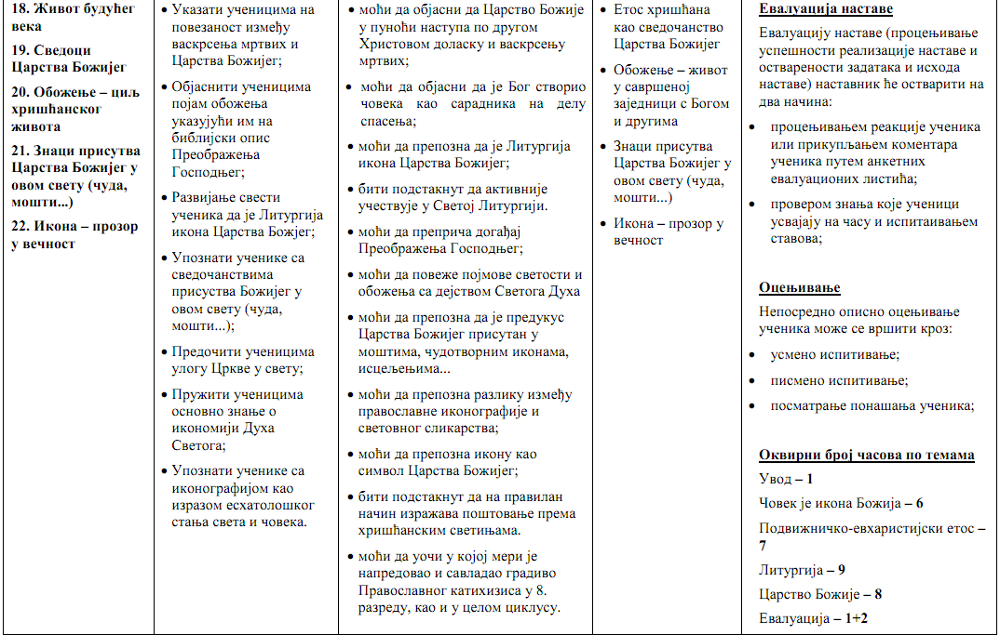 18. Живот будућег
века
19. Сведоци
Царства Божијег
20. Обожење – циљ
хришћанског
живота
21. Знаци присутва
Царства Божијег у
овом свету (чуда,
мошти...)
22. Икона – прозор
у вечност
• Указати ученицима на
повезаност између
васкрсења мртвих и
Царства Божијег;
• Објаснити ученицима
појам обожења
указујући им на
библијски опис
Преображења
Господњег;
• Развијање свести
ученика да је Литургија
икона Царства Божјег;
• Упознати ученике са
сведочанствима
присуства Божијег у
овом свету (чуда,
мошти...);
• Предочити ученицима
улогу Цркве у свету;
• Пружити ученицима
основно знање о
икономији Духа
Светога;
• Упознати ученике са
иконографијом као
изразом есхатолошког
стања света и човека.
• моћи да објасни да Царство Божије
у пуноћи наступа по другом
Христовом доласку и васкрсењу
мртвих;
• моћи да објасни да је Бог створио
човека као сарадника на делу
спасења;
• моћи да препозна да је Литургија
икона Царства Божијег;
• бити подстакнут да активније
учествује у Светој Литургији.
• моћи да преприча догађај
Преображења Господњег;
• моћи да повеже појмове светости и
обожења са дејством Светога Духа
• моћи да препозна да је предукус
Царства Божијег присутан у
моштима, чудотворним иконама,
исцељењима...
• моћи да препозна разлику између
православне иконографије и
световног сликарства;
• моћи да препозна икону као
символ Царства Божијег;
• бити подстакнут да на правилан
начин изражава поштовање према
хришћанским светињама.
• моћи да уочи у којој мери је
напредовао и савладао градиво
Православног катихизиса у 8.
разреду, као и у целом циклусу.
• Етос хришћана
као сведочанство
Царства Божијег
• Обожење – живот
у савршеној
заједници с Богом
и другима
• Знаци присутва
Царства Божијег у
овом свету (чуда,
мошти...)
• Икона – прозор у
вечност
Евалуација наставе
Евалуацију наставе (процењивање
успешности реализације наставе и
остварености задатака и исхода
наставе) наставник ће остварити на
два начина:
• процењивањем реакције ученика
или прикупљањем коментара
ученика путем анкетних
евалуационих листића;
• провером знања које ученици
усвајају на часу и испитаивањем
ставова;
Оцењивање
Непосредно описно оцењивање
ученика може се вршити кроз:
• усмено испитивање;
• писмено испитивање;
• посматрање понашања ученика;
Оквирни број часова по темама
Увод – 1
Човек је икона Божија – 6
Подвижничко-евхаристијски етос –
7
Литургија – 9
Царство Божије – 8
Евалуација – 1+2